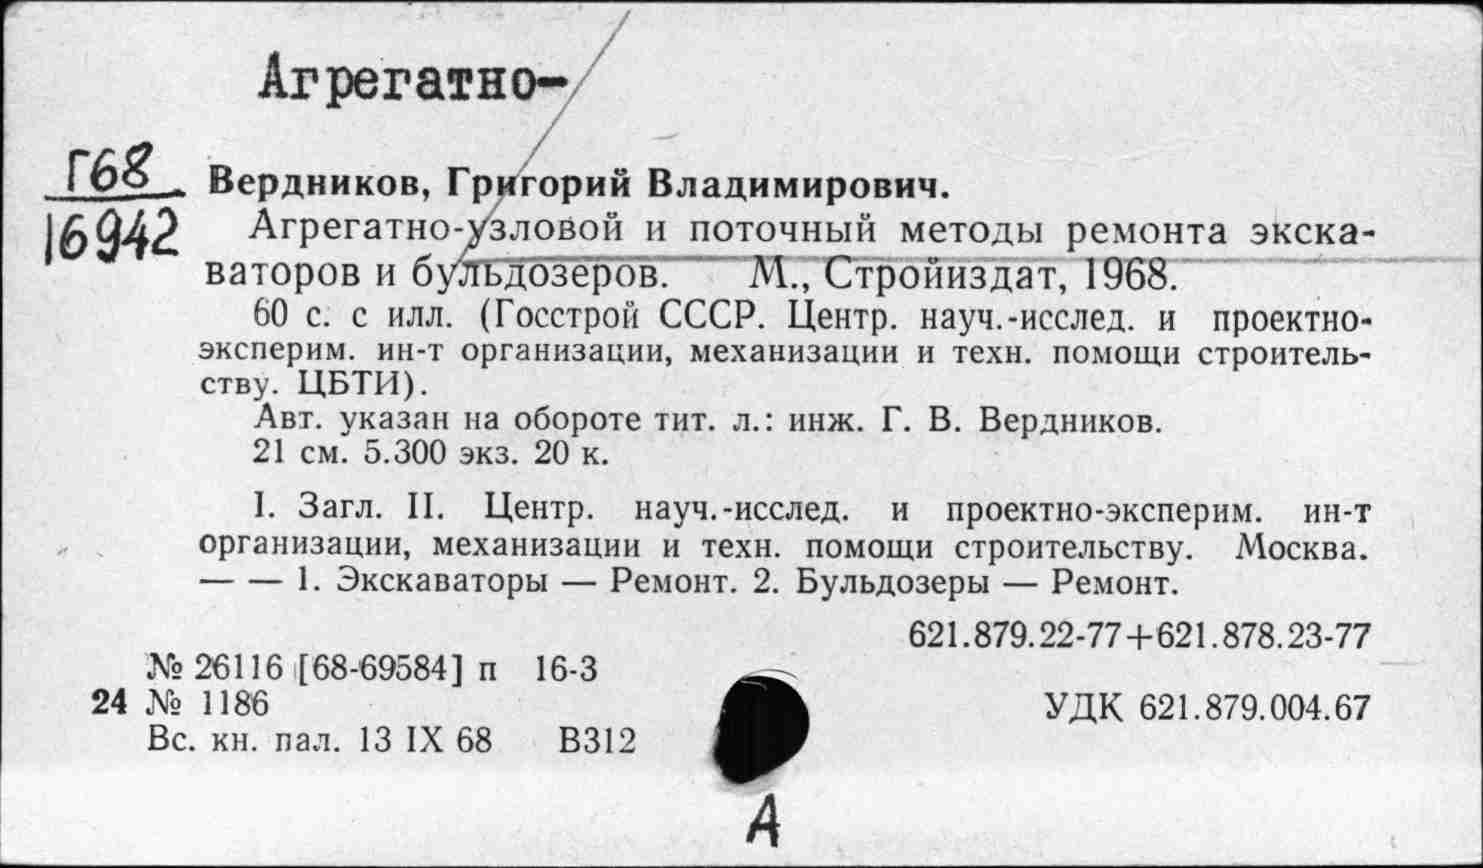 Агрегатно-
Г68
16942
Вердников, Григорий Владимирович.
Агрегатно-узловой и поточный методы ремонта экска-
ваторов и бульдозеров. М., Стройиздат, 1968.
60 с. с илл. (Госстрой СССР. Центр. науч.-исслед. и проектно-
эксперим. ин-т организации, механизации и техн. помощи строитель-
ству. ЦБТИ).
Авт. указан на обороте тит. л.: инж. Г. В. Вердников.
21 см. 5.300 экз. 20 к.
I. Загл. II. Центр. науч.-исслед. и проектно-эксперим. ин-т
организации, механизации и техн. помощи строительству. Москва.
— — 1. Экскаваторы — Ремонт. 2. Бульдозеры — Ремонт.
621.879.22-77+621.878.23-77
№ 26116 [68-69584] п 16-3
24 № 1186
УДК 621.879.004.67
Вс. кн. пал. 13 IX 68 В312
А